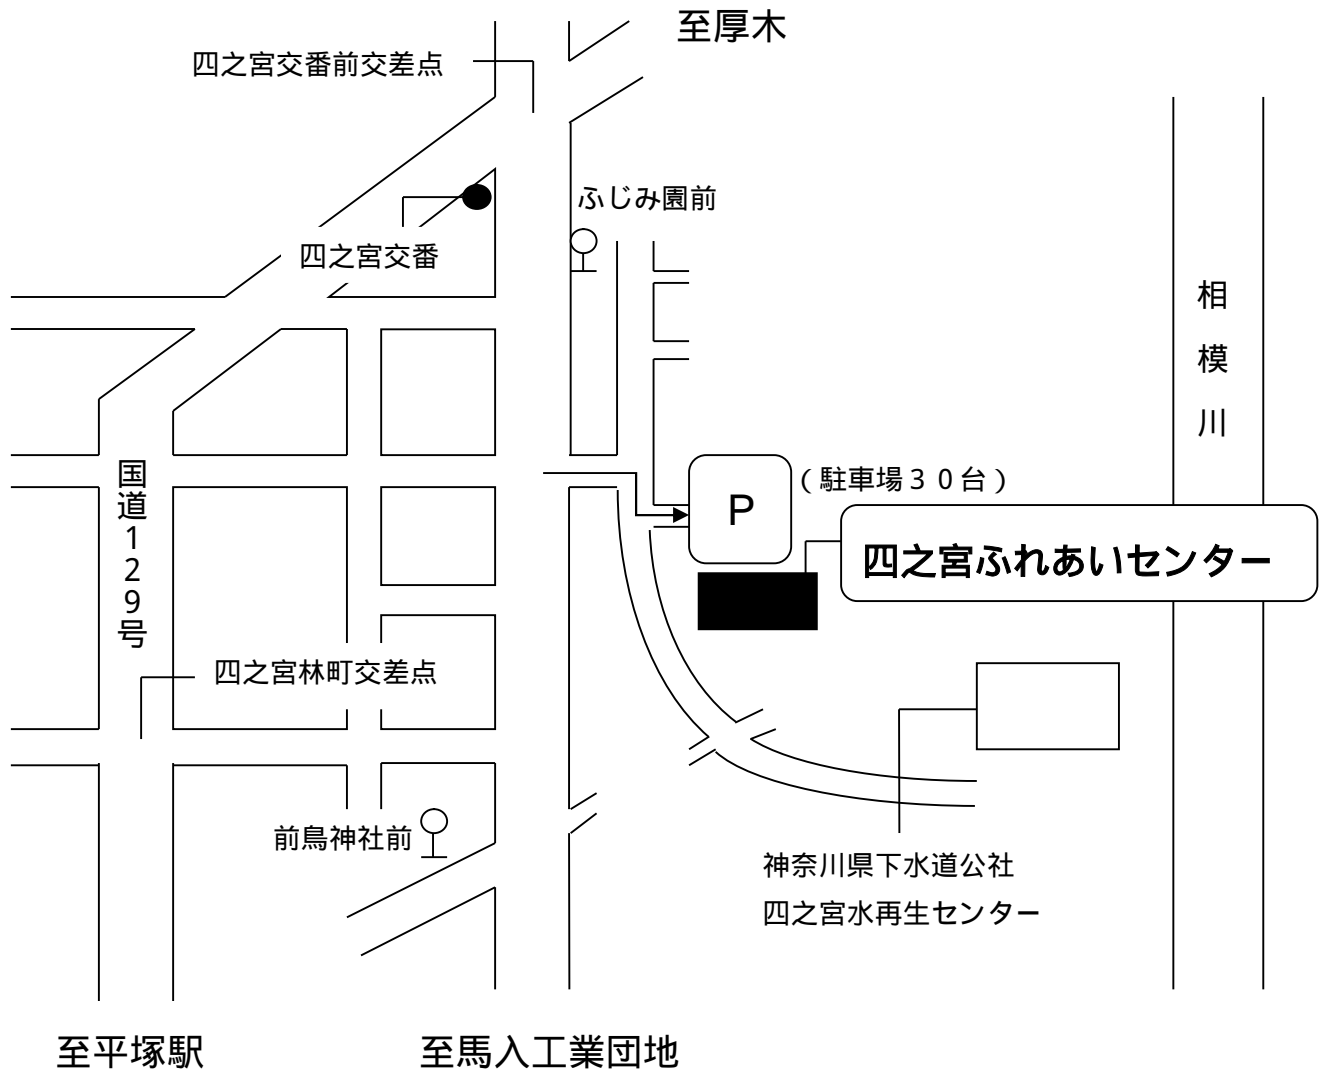 至厚木
四之宮交番前交差点
ふじみ園前
四之宮交番
相模川
国道129号
P
(駐車場30台)
四之宮ふれあいセンター
四之宮林町交差点
前鳥神社前
神奈川県下水道公社
四之宮水再生センター
至平塚駅
至馬入工業団地